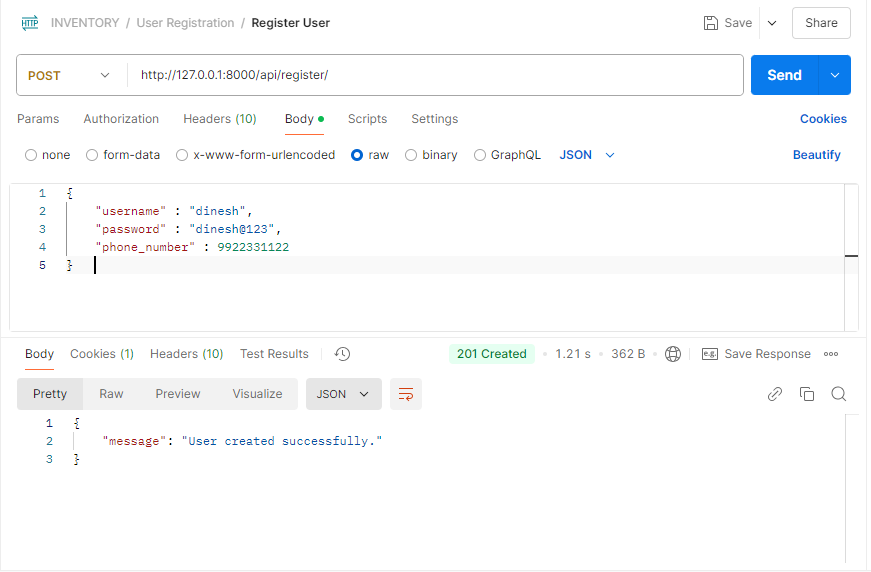 HTTP INVENTORY / User Registration / Register User Save Share
POST http://127.0.0.1:8000/api/register/ Send
Params Authorization Headers (10) Body Scripts Settings Cookies
none form-data x-www-form-urlencoded raw binary GraphQL JSON Beautify
1 {
2 "username" : "dinesh",
3 "password" : "dinesh@123",
4 "phone_number" : 9922331122
5 }
Body Cookies (1) Headers (10) Test Results 201 Created 1.21 s 362 B e.g. Save Response
Pretty Raw Preview Visualize JSON
1 {
2 "message": "User created successfully."
3 }